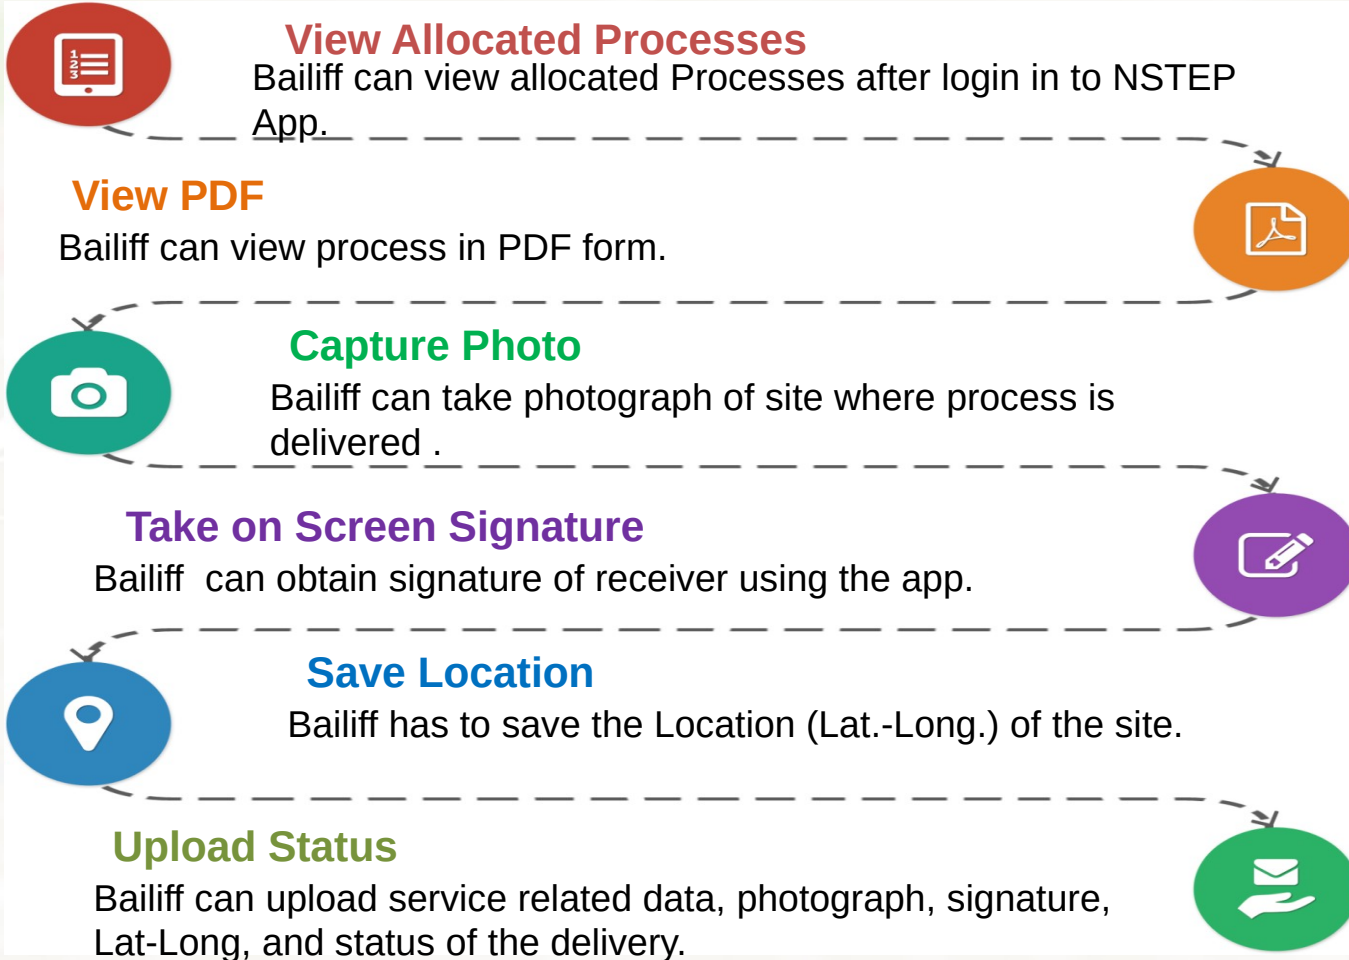 View Allocated Processes
Bailiff can view allocated Processes after login in to NSTEP
App.
View PDF
Bailiff can view process in PDF form.
Capture Photo
Bailiff can take photograph of site where process is
delivered .
Take on Screen Signature
Bailiff  can obtain signature of receiver using the app.
Save Location
Bailiff has to save the Location (Lat.-Long.) of the site.
Upload Status
Bailiff can upload service related data, photograph, signature,
Lat-Long, and status of the delivery.
1
2
3